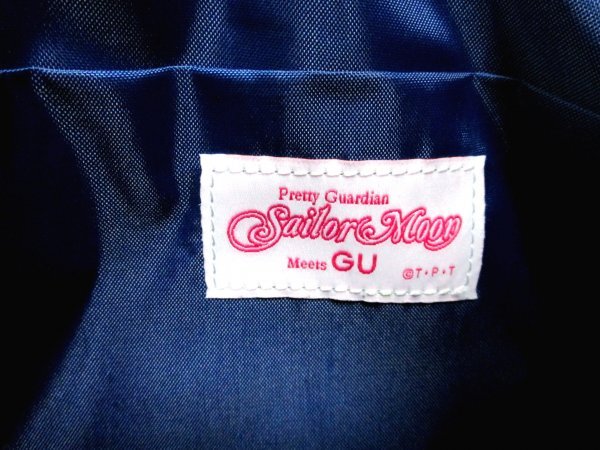 Pretty Guardian
Sailor Moon
Meets GU
@T・P・T